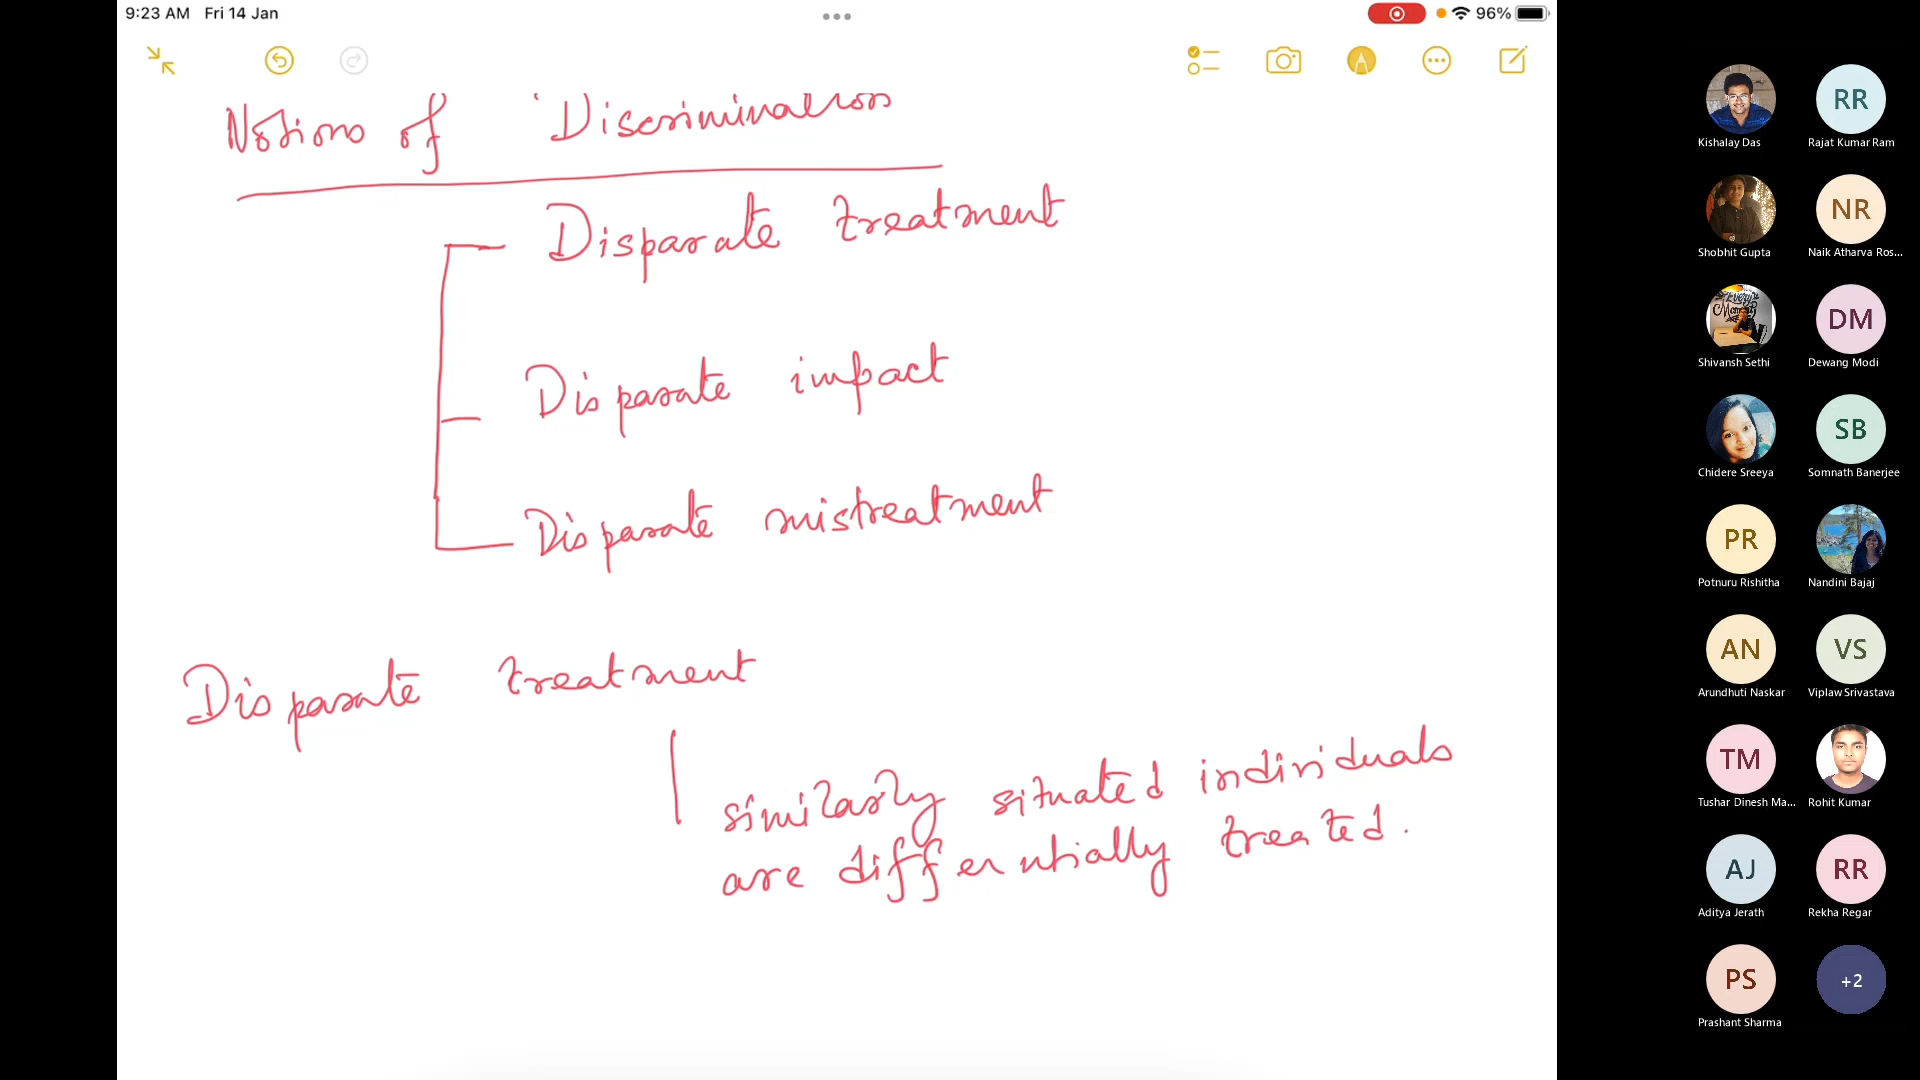 9:23 AM Fri 14 Jan
96%
Notions of 'Discrimination
Disparate treatment
Disparate impact
Disparate mistreatment
Disparate treatment
similarly situated individuals
are differentially treated.
Kishalay Das
RR
Rajat Kumar Ram
Shobhit Gupta
NR
Naik Atharva Ros...
Every
Shivansh Sethi
DM
Dewang Modi
Chidere Sreeya
SB
Somnath Banerjee
PR
Potnuru Rishitha
Nandini Bajaj
AN
Arundhuti Naskar
VS
Viplaw Srivastava
TM
Tushar Dinesh Ma...
Rohit Kumar
AJ
Aditya Jerath
RR
Rekha Regar
PS
Prashant Sharma
+2